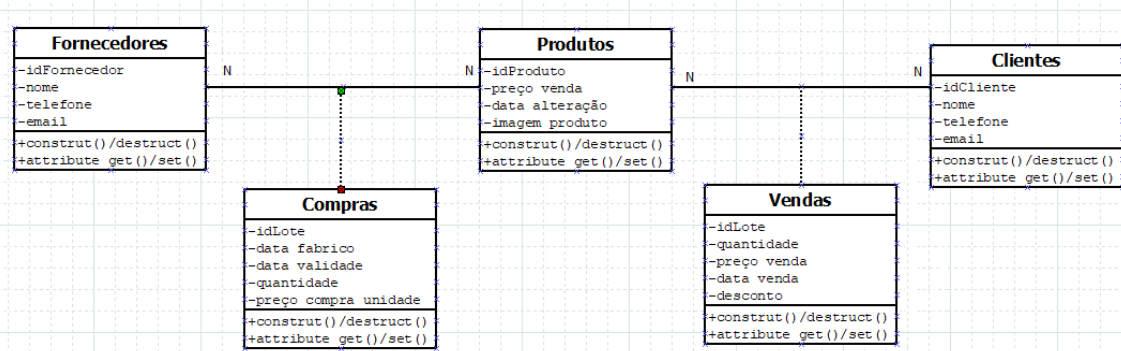 Fornecedores
-idFornecedor
-nome
-telefone
-email
+construt()/destruct()
+attribute get()/set()
N
N
Produtos
-idProduto
-preço venda
-data alteração
-imagem produto
+construt()/destruct()
+attribute get()/set()
N
N
Clientes
-idCliente
-nome
-telefone
-email
+construt()/destruct()
+attribute get()/set()
Compras
-idLote
-data fabrico
-data validade
-quantidade
-preço compra unidade
+construt()/destruct()
+attribute get()/set()
Vendas
-idLote
-quantidade
-preço venda
-data venda
-desconto
+construt()/destruct()
+attribute get()/set()